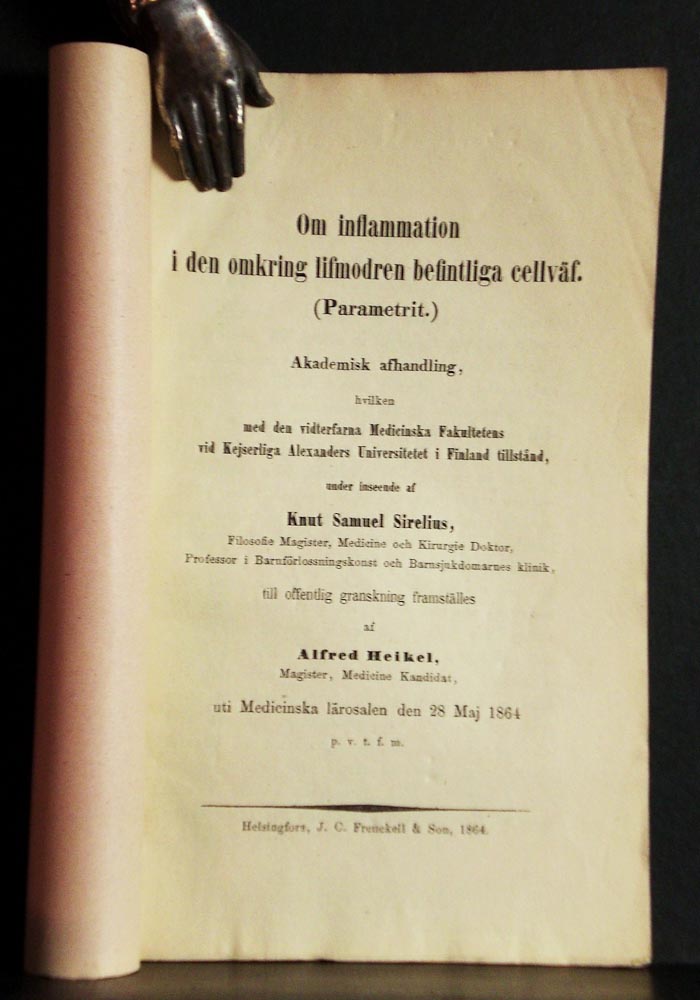 Om inflammation
i den omkring lifmodren befintliga cellväf.
(Parametrit.)
Akademisk afhandling,
hvilken
med den vidterfarna Medicinska Fakultetens
vid Kejserliga Alexanders Universitetet i Finland tillstånd,
under inseende af
Knut Samuel Sirelius,
Filosofie Magister, Medicine och Kirurgie Doktor,
Professor i Barnförlossningskonst och Barnsjukdomarnes klinik,
till offentlig granskning framställes
af
Alfred Heikel,
Magister, Medicine Kandidat,
uti Medicinska lärosalen den 28 Maj 1864
p. v. t. f. m.
Helsingfors, J. C. Frenckell & Son, 1864.